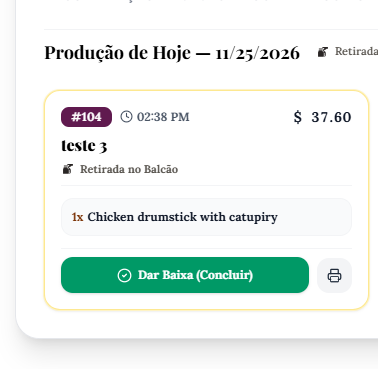 Produção de Hoje — 11/25/2026
Retirada
#104
02:38 PM
$ 37.60
teste 3
Retirada no Balcão
1x Chicken drumstick with catupiry
Dar Baixa (Concluir)